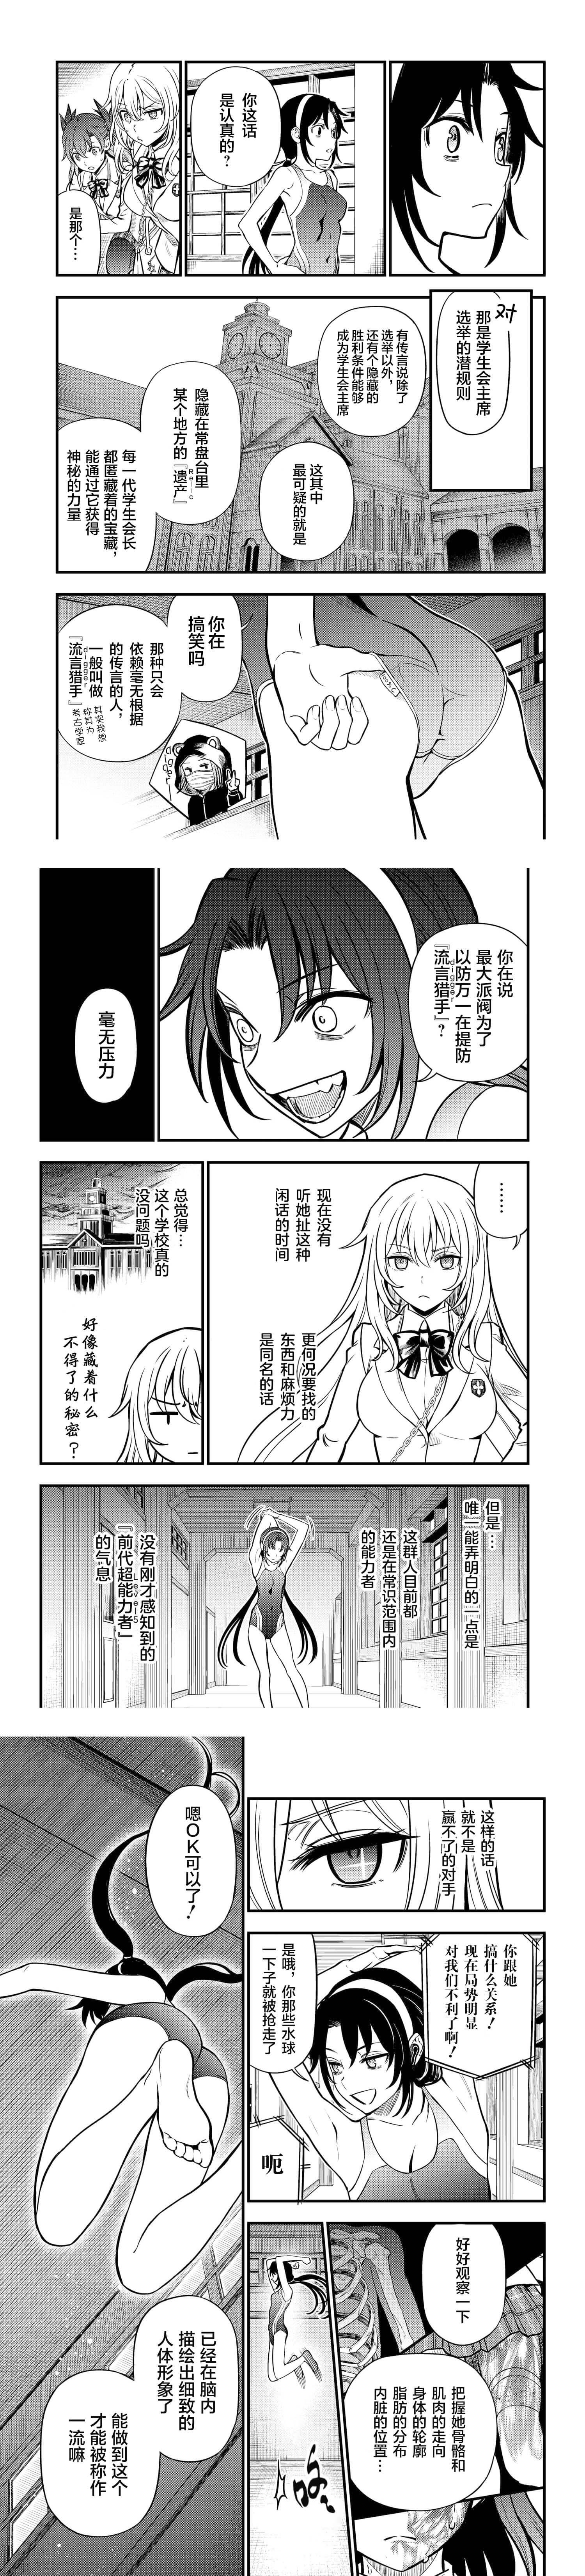 你这话
是认真的？
是那个…
对
那是学生会主席
选举的潜规则
有传言说除了
选举以外，
还有个隐藏的
胜利条件能够
成为学生会主席
这其中
最可疑的就是
隐藏在常盘台里
某个地方的『遗产』
Relic
每一代学生会长
都匿藏着的宝藏，
能通过它获得
神秘的力量
你在
搞笑吗
那种只会
依赖毫无根据
的传言的人，
一般叫做
『流言猎手』
digger
其实我想
称其为
考古学家
你在说
最大派阀为了
以防万一在提防
『流言猎手』？
digger
毫无压力
……
现在没有
听她扯这种
闲话的时间
更何况要找的
东西和麻烦力
是同名的话
总觉得…
这个学校真的
没问题吗
好像藏着什么
不得了的秘密？
但是…
唯一能弄明白的一点是
这群人目前都
还是在常识范围内
的能力者
没有刚才感知到的
『前代超能力者』
Level5
的气息
这样的话
就不是
赢不了的对手
你跟她
搞什么关系！
现在局势明显
对我们不利了啊！
是哦，你那些水球
一下子就被抢走了
呃
嗯OK可以了！
好好观察一下
把握她骨骼和
肌肉的走向
身体的轮廓
脂肪的分布
内脏的位置…
已经在脑内
描绘出细致的
人体形象了
能做到这个
才能被称作
一流嘛